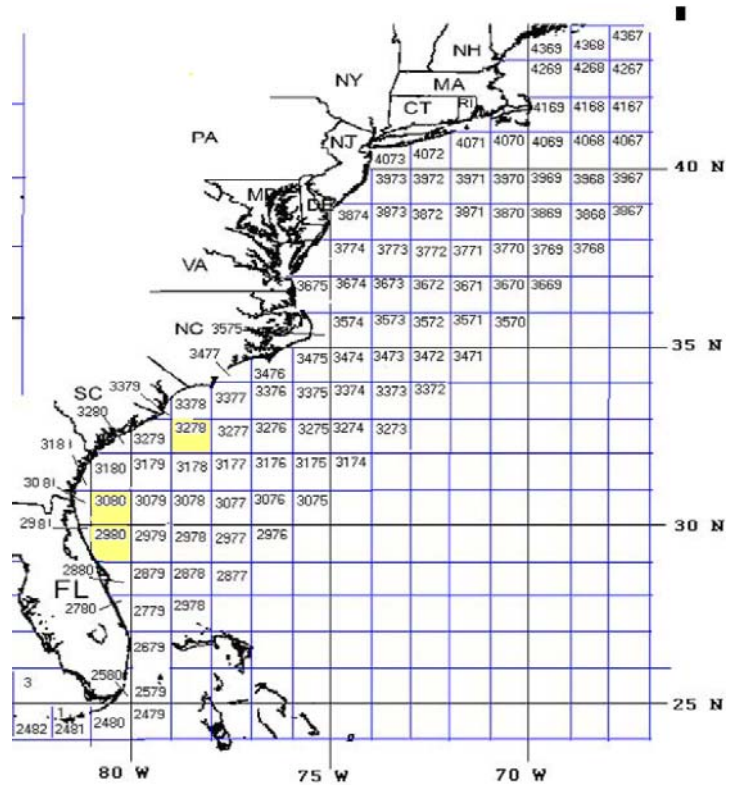 NH 4369 4368 4367
NY MA 4269 4268 4267
CT RI 4169 4168 4167
PA NJ 4073 4072 4071 4070 4069 4068 4067
40 N
3973 3972 3971 3970 3969 3968 3967
MD DE 3874 3873 3872 3871 3870 3869 3868 3867
3774 3773 3772 3771 3770 3769 3768
VA 3675 3674 3673 3672 3671 3670 3669
NC 3575 3574 3573 3572 3571 3570
35 N
3477 3476 3475 3474 3473 3472 3471
SC 3379 3378 3377 3376 3375 3374 3373 3372
3280 3279 3278 3277 3276 3275 3274 3273
3181 3180 3179 3178 3177 3176 3175 3174
3081 3080 3079 3078 3077 3076 3075
30 N
2981 2980 2979 2978 2977 2976
2880 2879 2878 2877
FL 2780 2779 2978
2679
2580 2579
3
25 N
1
2482 2481 2480 2479
80 W 75 W 70 W